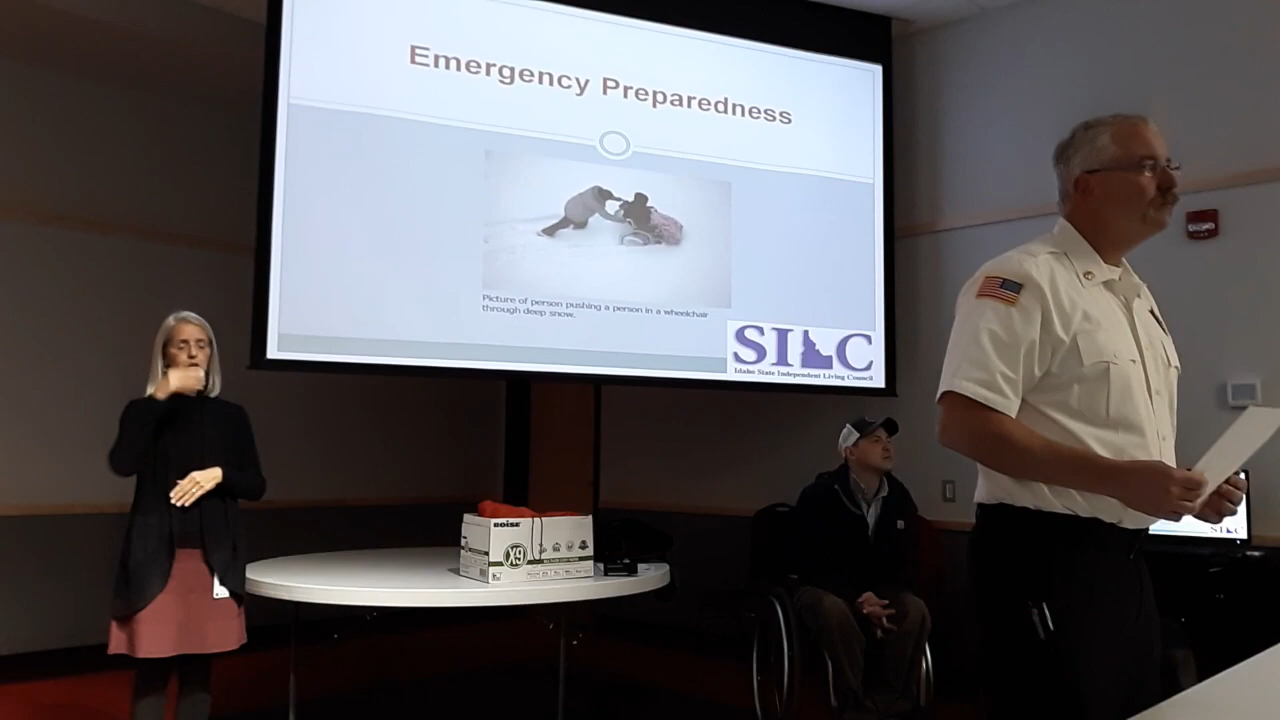 Emergency Preparedness
Picture of person pushing a person in a wheelchair
through deep snow.
SILC
Idaho State Independent Living Council
BOISE
X9
SILC